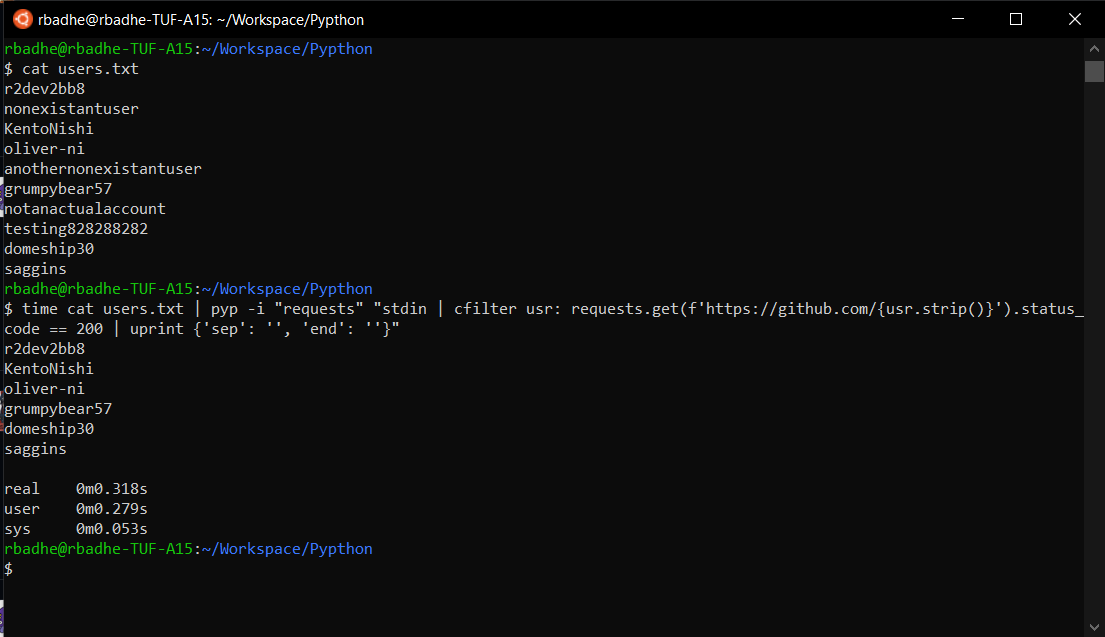 rbadhe@rbadhe-TUF-A15: ~/Workspace/Pypthon
rbadhe@rbadhe-TUF-A15:~/Workspace/Pypthon
$ cat users.txt
r2dev2bb8
nonexistantuser
KentoNishi
oliver-ni
anothernonexistantuser
grumpybear57
notanactualaccount
testing828288282
domeship30
saggins
rbadhe@rbadhe-TUF-A15:~/Workspace/Pypthon
$ time cat users.txt | pyp -i "requests" "stdin | cfilter usr: requests.get(f'https://github.com/{usr.strip()}').status_
code == 200 | uprint {'sep': '', 'end': ''}"
r2dev2bb8
KentoNishi
oliver-ni
grumpybear57
domeship30
saggins
real    0m0.318s
user    0m0.279s
sys     0m0.053s
rbadhe@rbadhe-TUF-A15:~/Workspace/Pypthon
$